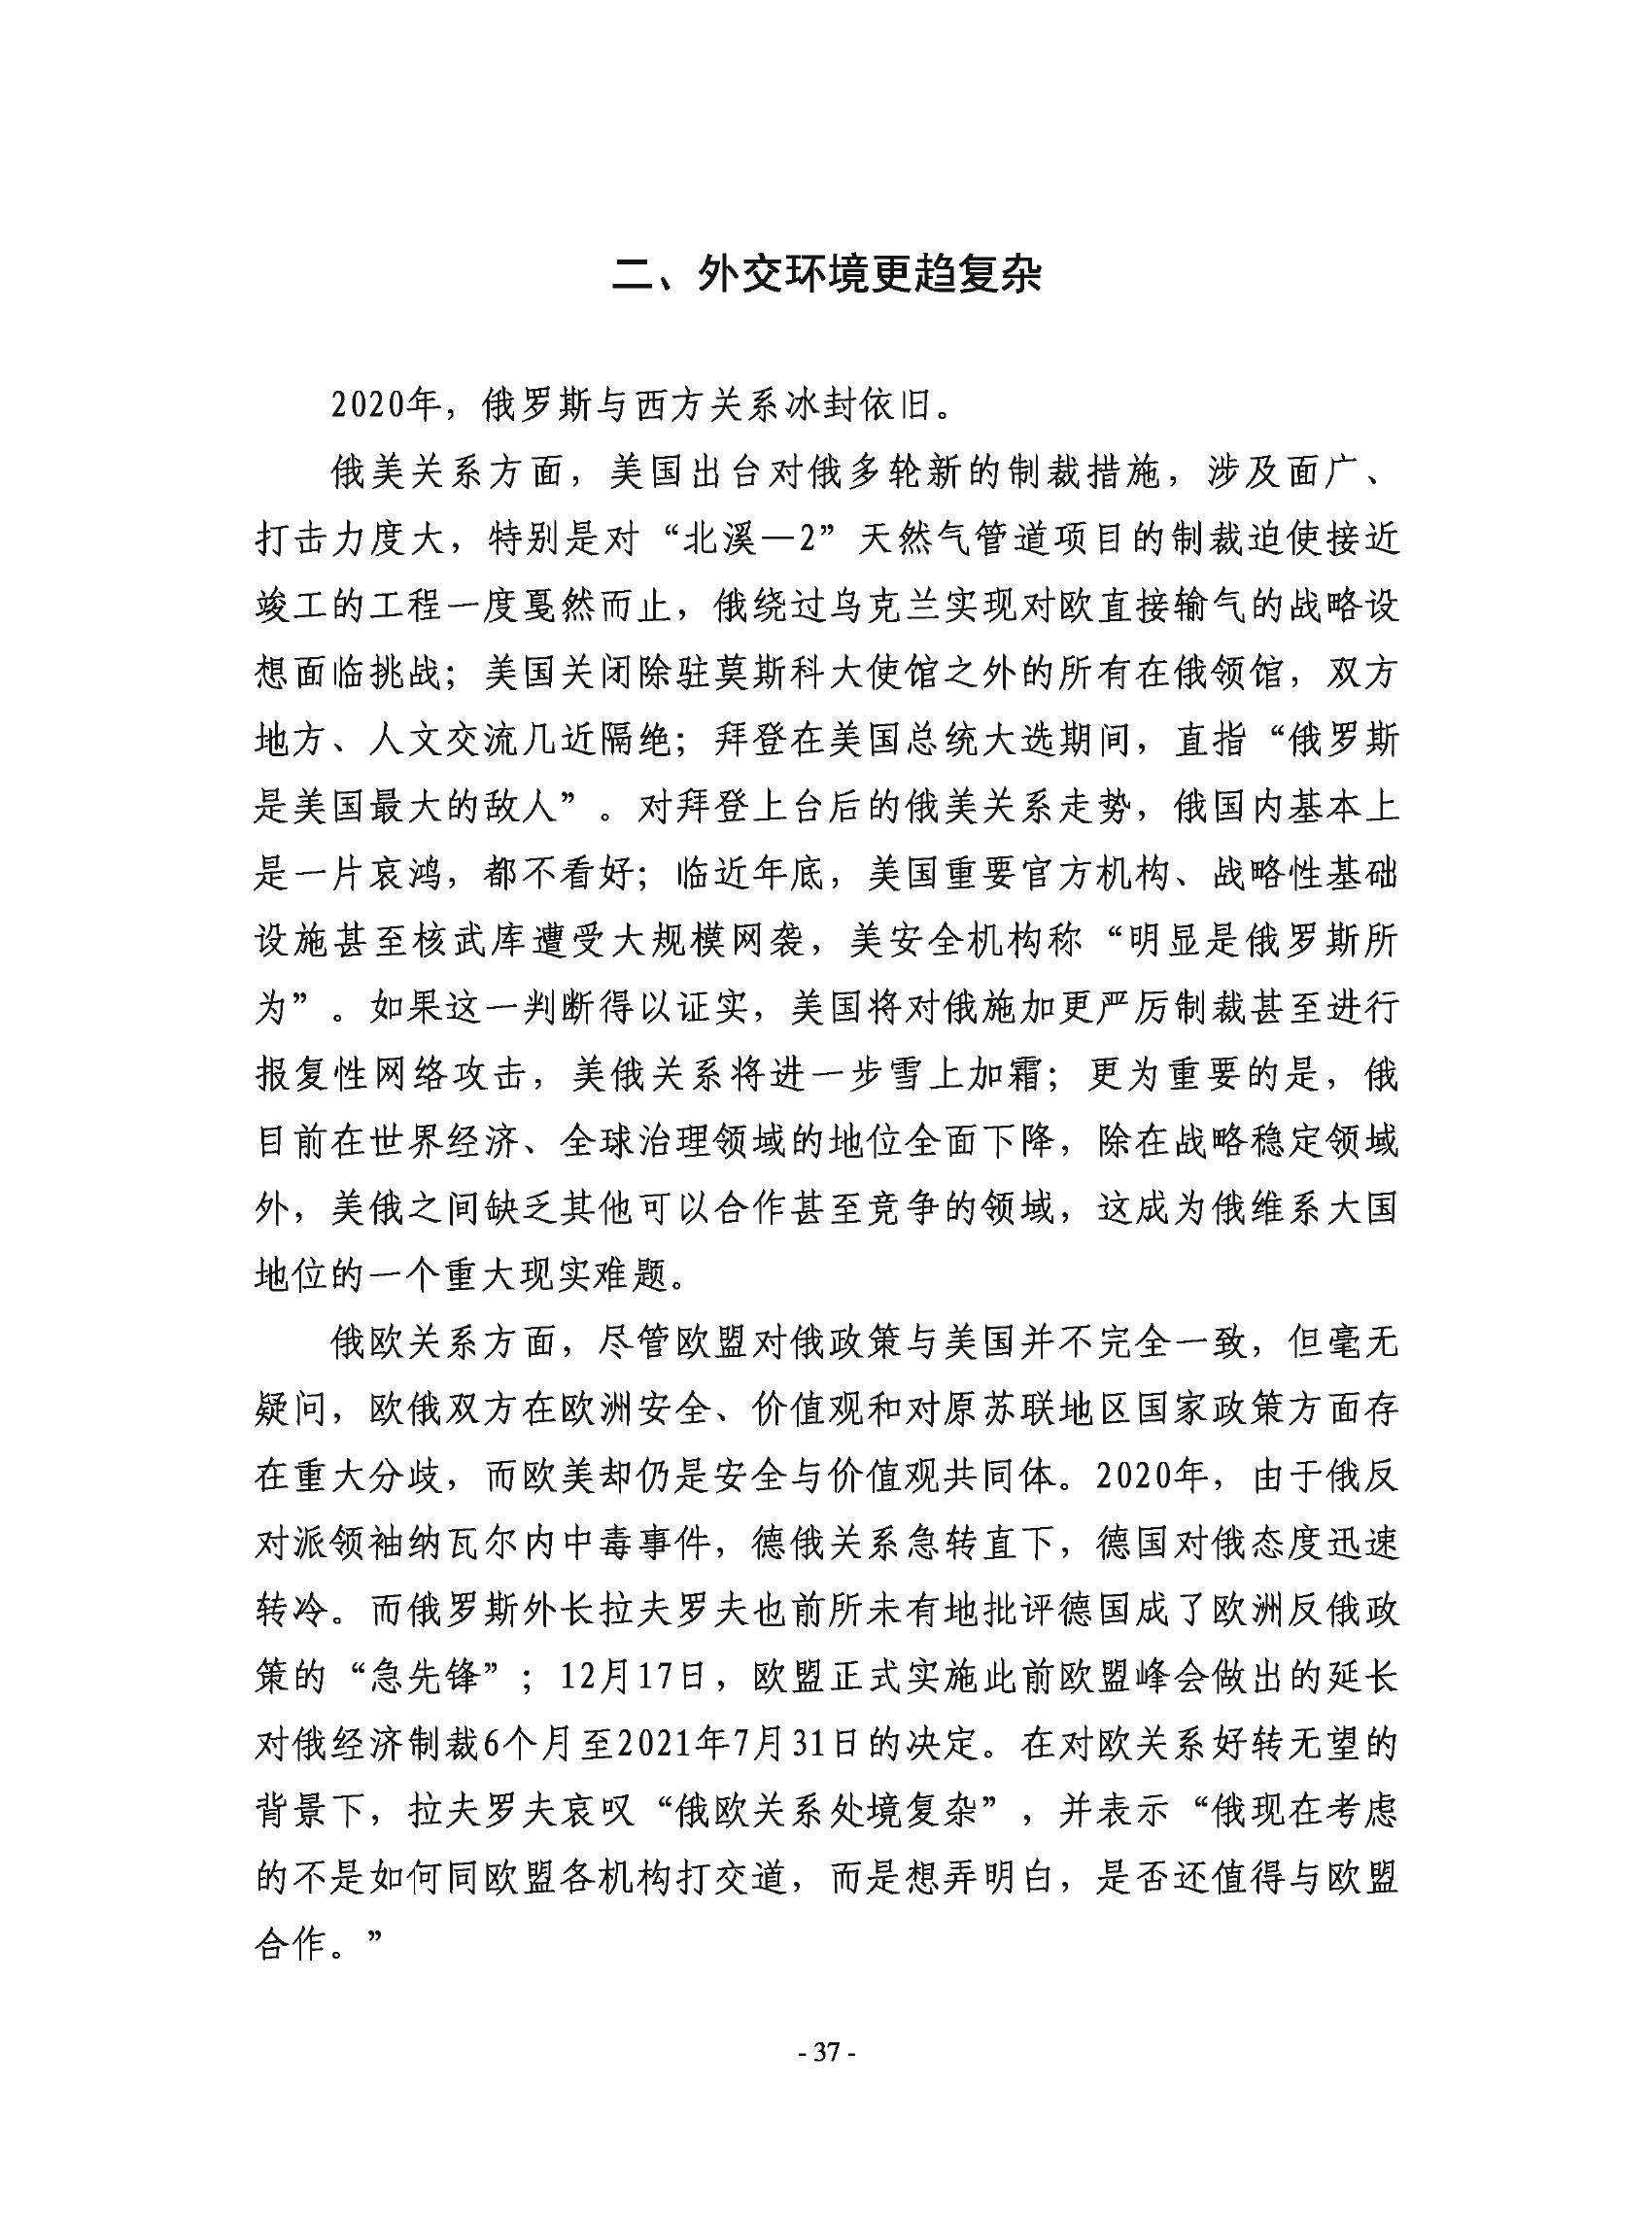 二、外交环境更趋复杂
2020年，俄罗斯与西方关系冰封依旧。
俄美关系方面，美国出台对俄多轮新的制裁措施，涉及面广、
打击力度大，特别是对“北溪—2”天然气管道项目的制裁迫使接近
竣工的工程一度戛然而止，俄绕过乌克兰实现对欧直接输气的战略设
想面临挑战；美国关闭除驻莫斯科大使馆之外的所有在俄领馆，双方
地方、人文交流几近隔绝；拜登在美国总统大选期间，直指“俄罗斯
是美国最大的敌人”。对拜登上台后的俄美关系走势，俄国内基本上
是一片哀鸿，都不看好；临近年底，美国重要官方机构、战略性基础
设施甚至核武库遭受大规模网袭，美安全机构称“明显是俄罗斯所
为”。如果这一判断得以证实，美国将对俄施加更严厉制裁甚至进行
报复性网络攻击，美俄关系将进一步雪上加霜；更为重要的是，俄
目前在世界经济、全球治理领域的地位全面下降，除在战略稳定领域
外，美俄之间缺乏其他可以合作甚至竞争的领域，这成为俄维系大国
地位的一个重大现实难题。
俄欧关系方面，尽管欧盟对俄政策与美国并不完全一致，但毫无
疑问，欧俄双方在欧洲安全、价值观和对原苏联地区国家政策方面存
在重大分歧，而欧美却仍是安全与价值观共同体。2020年，由于俄反
对派领袖纳瓦尔内中毒事件，德俄关系急转直下，德国对俄态度迅速
转冷。而俄罗斯外长拉夫罗夫也前所未有地批评德国成了欧洲反俄政
策的“急先锋”；12月17日，欧盟正式实施此前欧盟峰会做出的延长
对俄经济制裁6个月至2021年7月31日的决定。在对欧关系好转无望的
背景下，拉夫罗夫哀叹“俄欧关系处境复杂”，并表示“俄现在考虑
的不是如何同欧盟各机构打交道，而是想弄明白，是否还值得与欧盟
合作。”
- 37 -